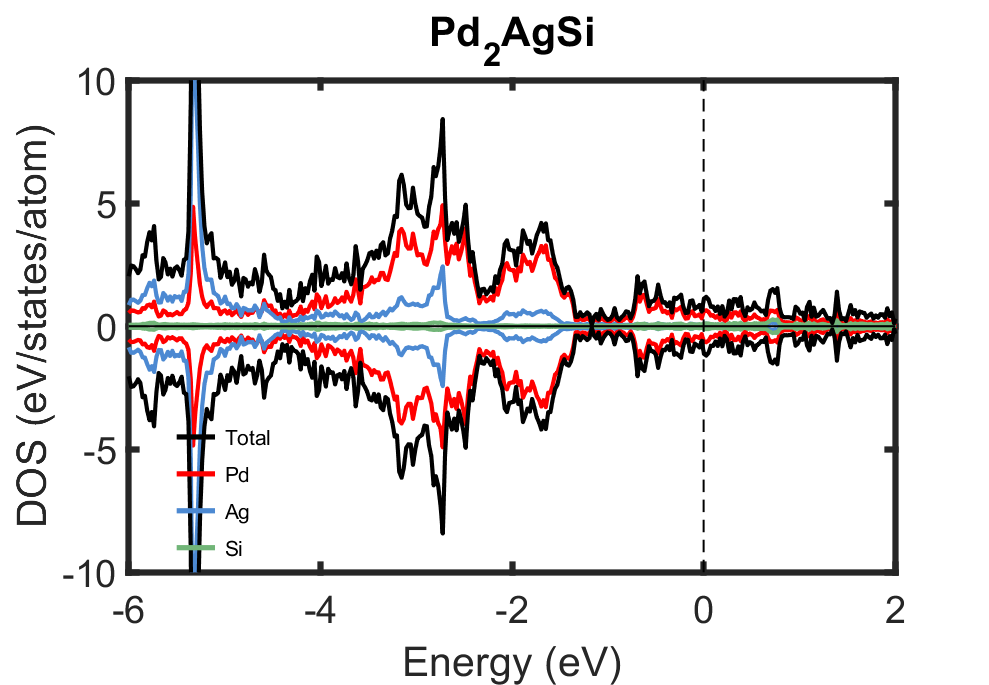 Pd₂AgSi
DOS (eV/states/atom)
10
5
0
-5
-10
Total
Pd
Ag
Si
-6 -4 -2 0 2
Energy (eV)